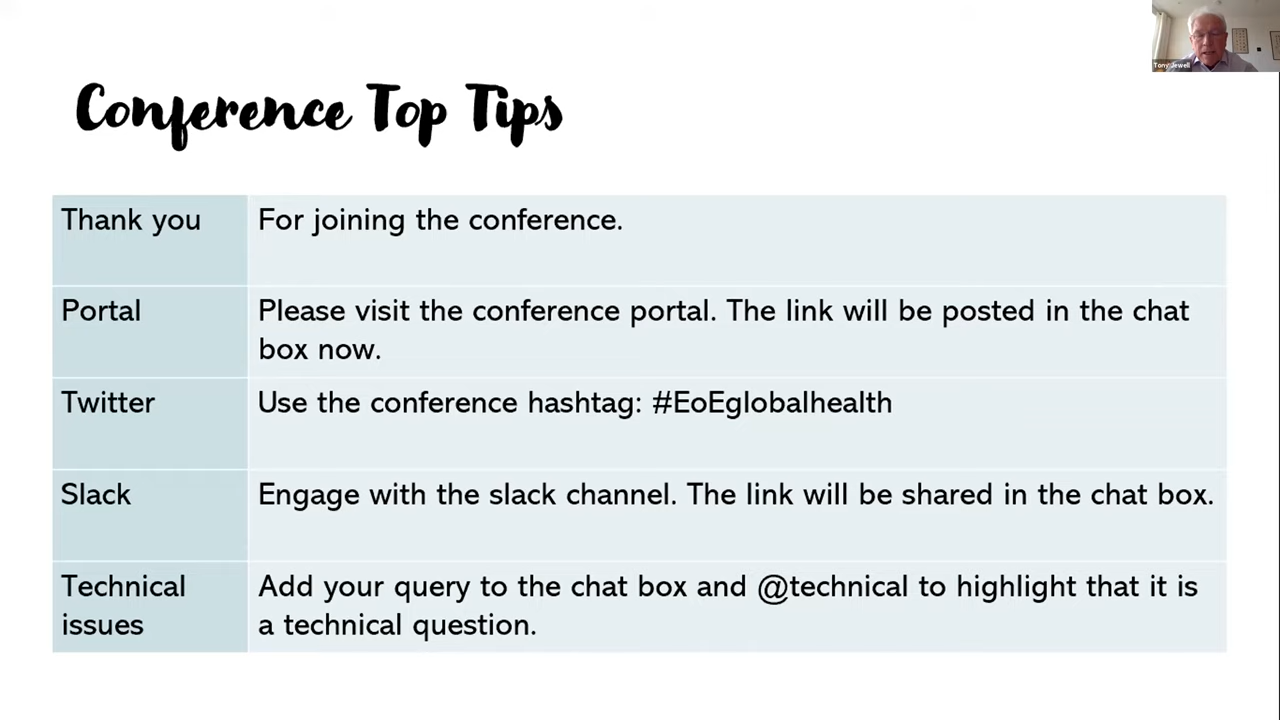 Tony Jewell
Conference Top Tips
Thank you
For joining the conference.
Portal
Please visit the conference portal. The link will be posted in the chat
box now.
Twitter
Use the conference hashtag: #EoEglobalhealth
Slack
Engage with the slack channel. The link will be shared in the chat box.
Technical
issues
Add your query to the chat box and @technical to highlight that it is
a technical question.